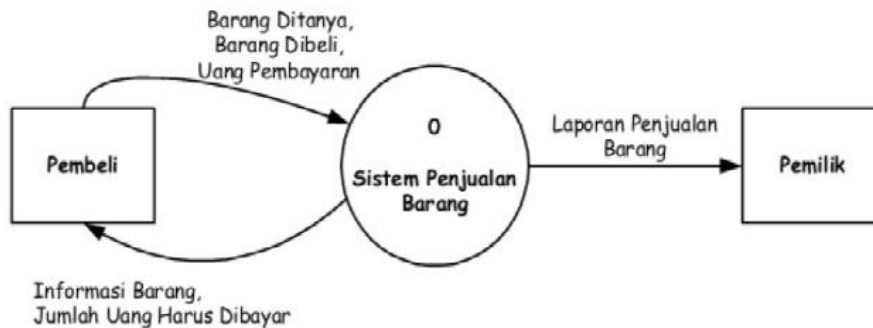 Barang Ditanya,
Barang Dibeli,
Uang Pembayaran
Pembeli
0
Sistem Penjualan
Barang
Laporan Penjualan
Barang
Pemilik
Informasi Barang,
Jumlah Uang Harus Dibayar